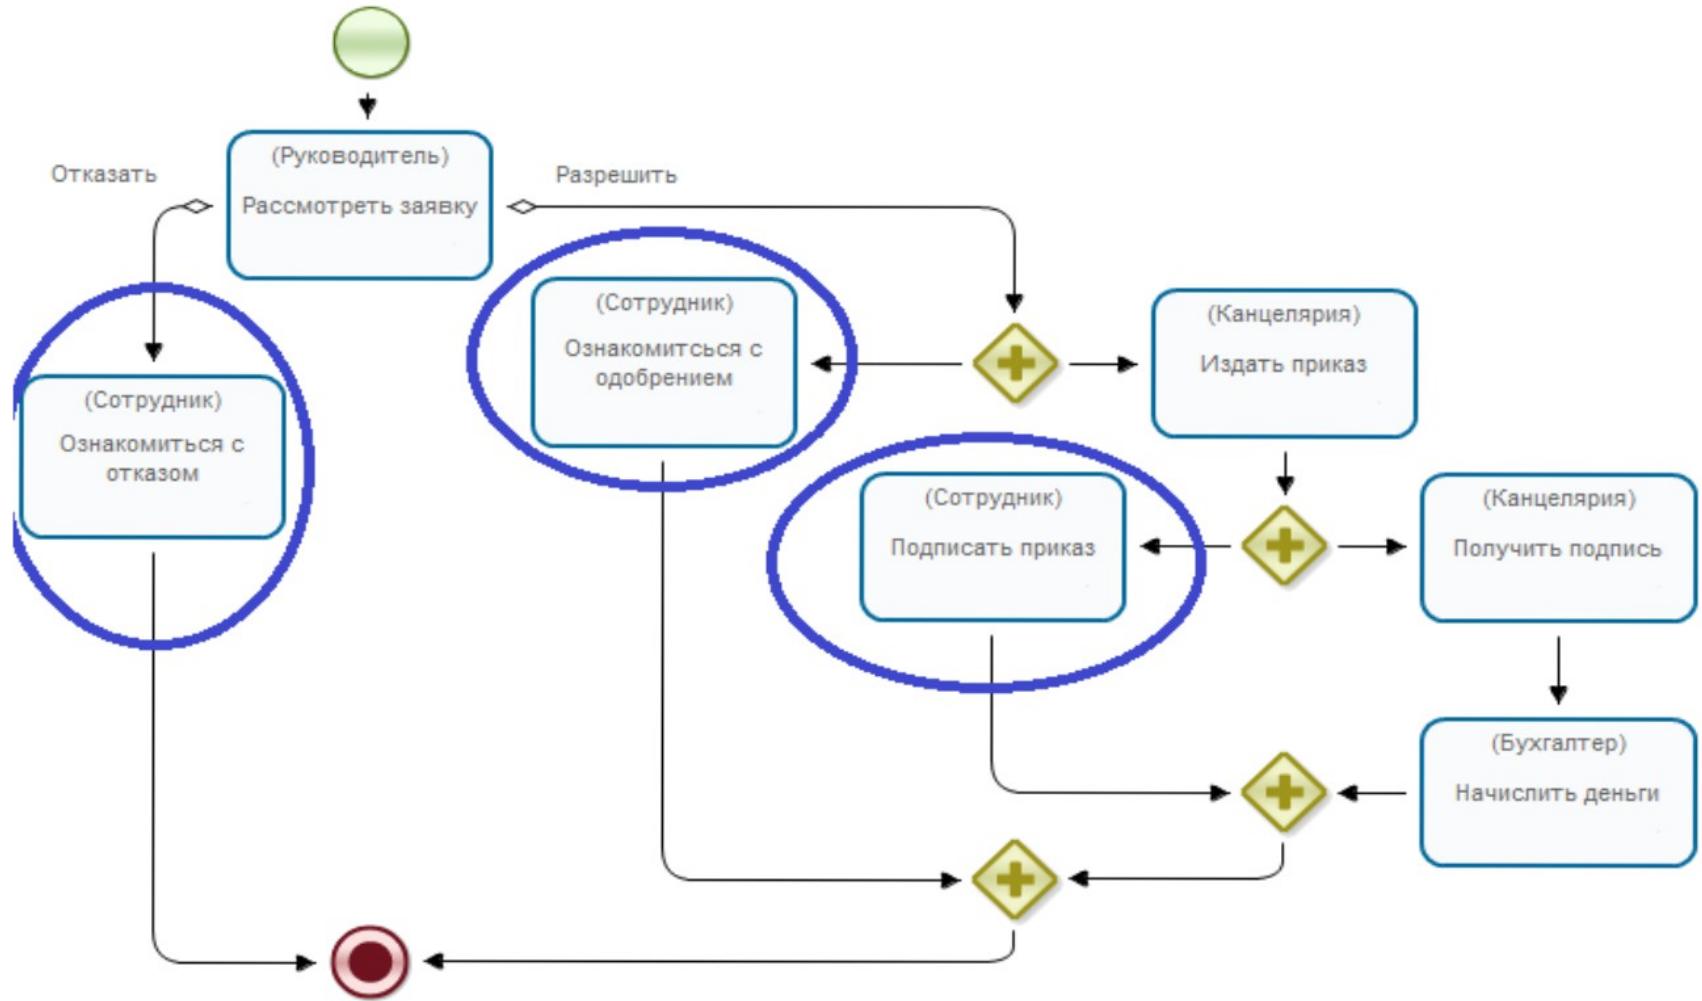 (Руководитель)
Отказать
Разрешить
Рассмотреть заявку
(Сотрудник)
Ознакомитсься с
одобрением
(Канцелярия)
Издать приказ
(Сотрудник)
Ознакомиться с
отказом
(Сотрудник)
Подписать приказ
(Канцелярия)
Получить подпись
(Бухгалтер)
Начислить деньги